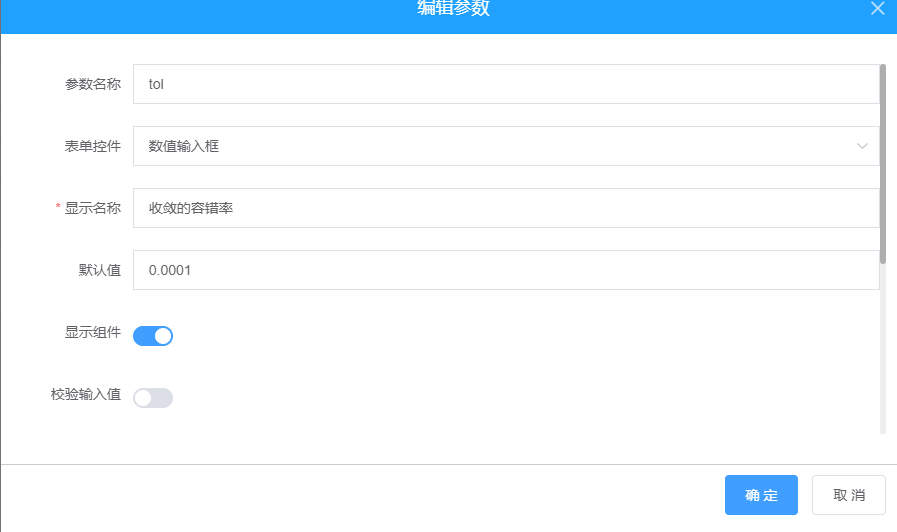 编辑参数
参数名称 tol
表单控件 数值输入框
* 显示名称 收敛的容错率
默认值 0.0001
显示组件
校验输入值
确 定 取 消